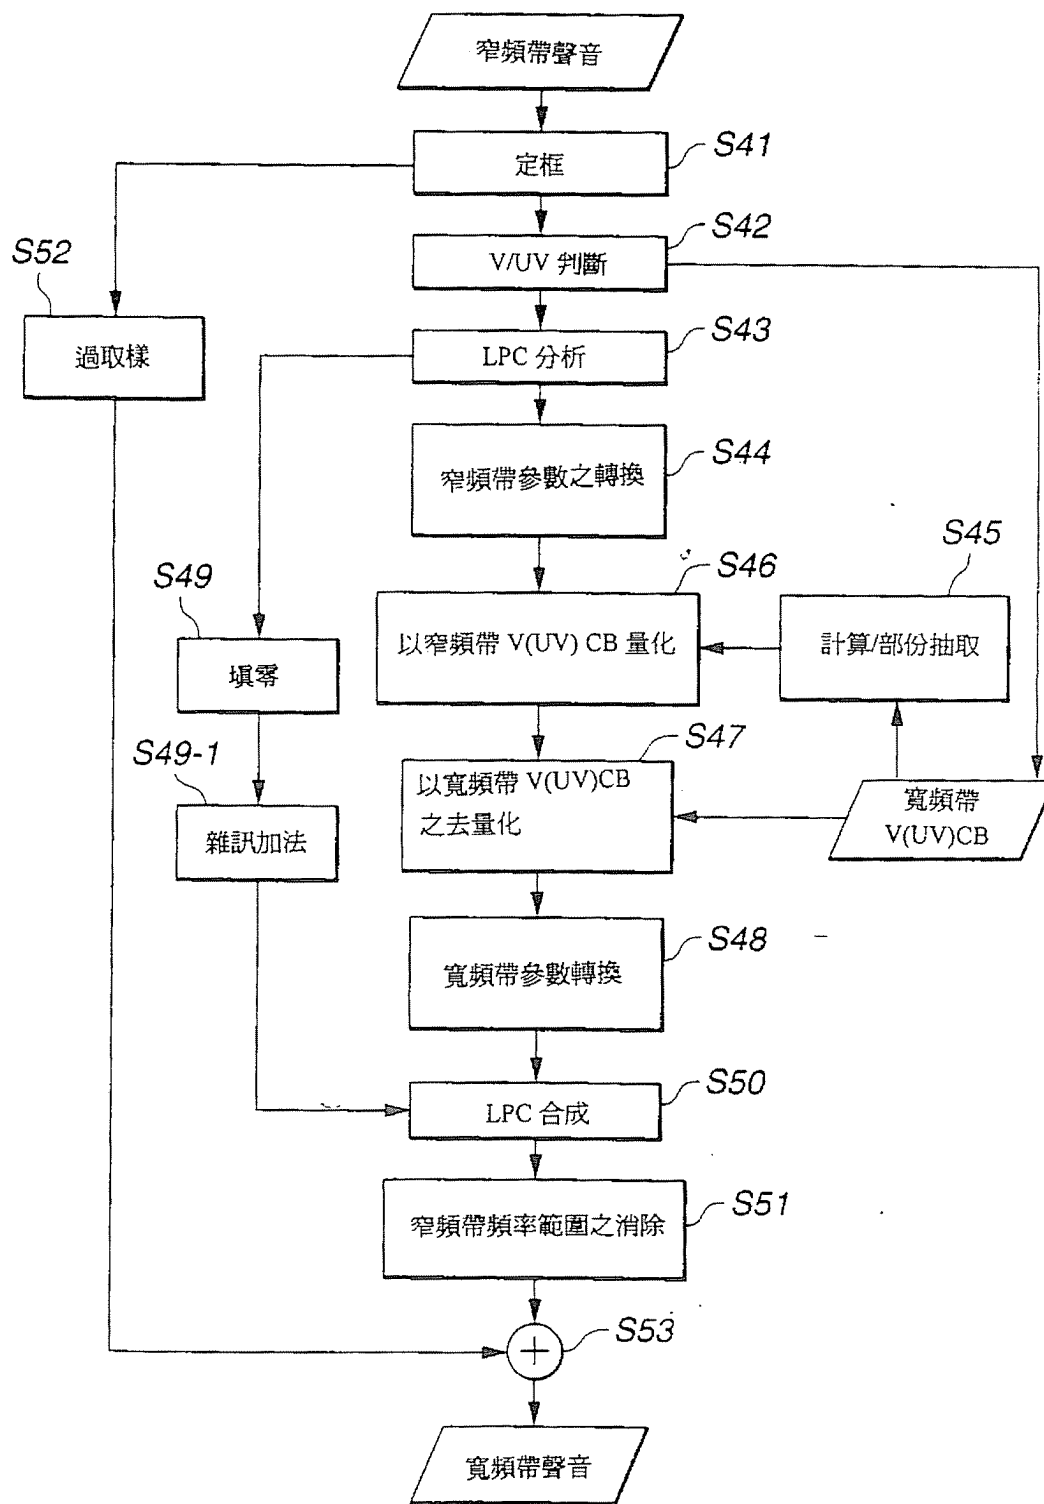 窄頻帶聲音
定框
S41
V/UV 判斷
S42
S52
過取樣
LPC 分析
S43
窄頻帶參數之轉換
S44
S45
計算/部份抽取
S46
以窄頻帶 V(UV) CB 量化
S49
填零
S47
以寬頻帶 V(UV)CB
之去量化
寬頻帶
V(UV)CB
S49-1
雜訊加法
S48
寬頻帶參數轉換
S50
LPC 合成
S51
窄頻帶頻率範圍之消除
+
S53
寬頻帶聲音